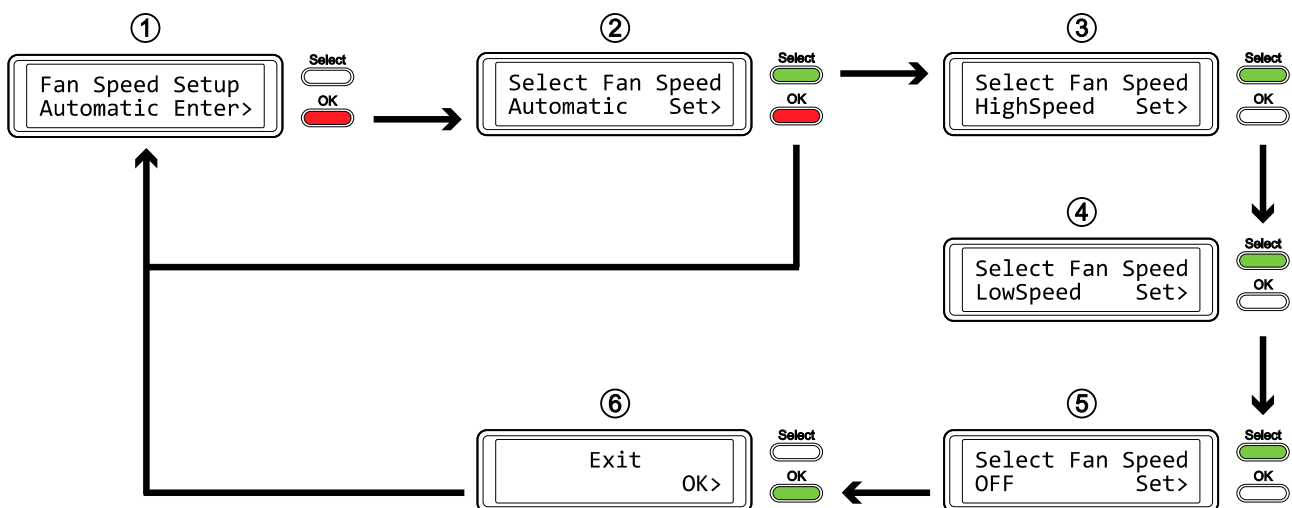 ①
Fan Speed Setup
Automatic Enter>
Select
OK
②
Select Fan Speed
Automatic Set>
Select
OK
③
Select Fan Speed
HighSpeed Set>
Select
OK
④
Select Fan Speed
LowSpeed Set>
Select
OK
⑤
Select Fan Speed
OFF Set>
Select
OK
⑥
Exit
OK>
Select
OK